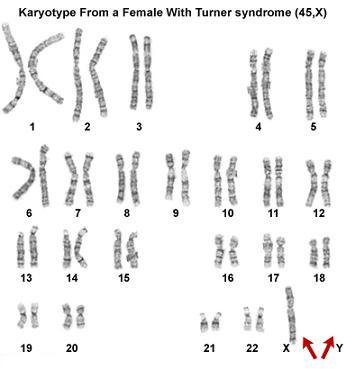 Karyotype From a Female With Turner syndrome (45,X)
1 2 3 4 5
6 7 8 9 10 11 12
13 14 15 16 17 18
19 20 21 22 X Y